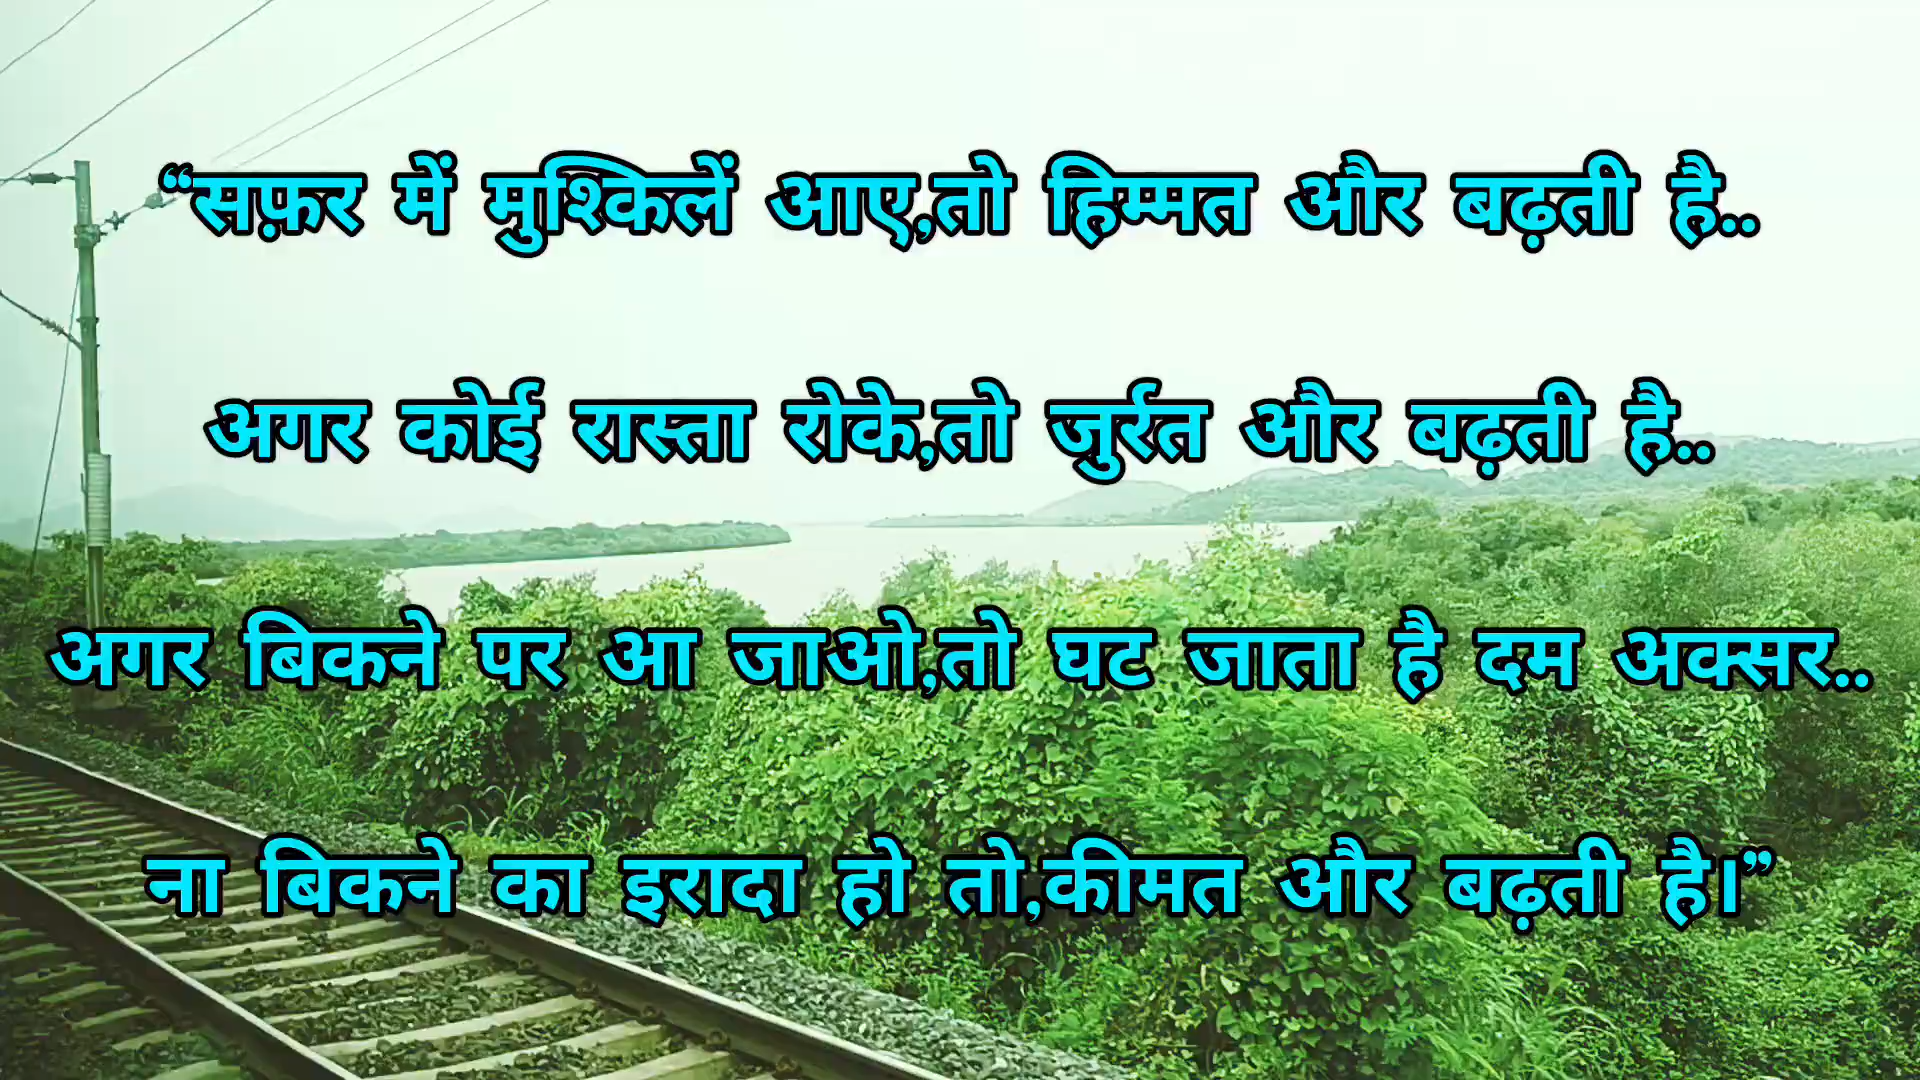 “सफ़र में मुश्किलें आए,तो हिम्मत और बढ़ती है..
अगर कोई रास्ता रोके,तो जुर्रत और बढ़ती है..
अगर बिकने पर आ जाओ,तो घट जाता है दम अक्सर..
ना बिकने का इरादा हो तो,कीमत और बढ़ती है।”